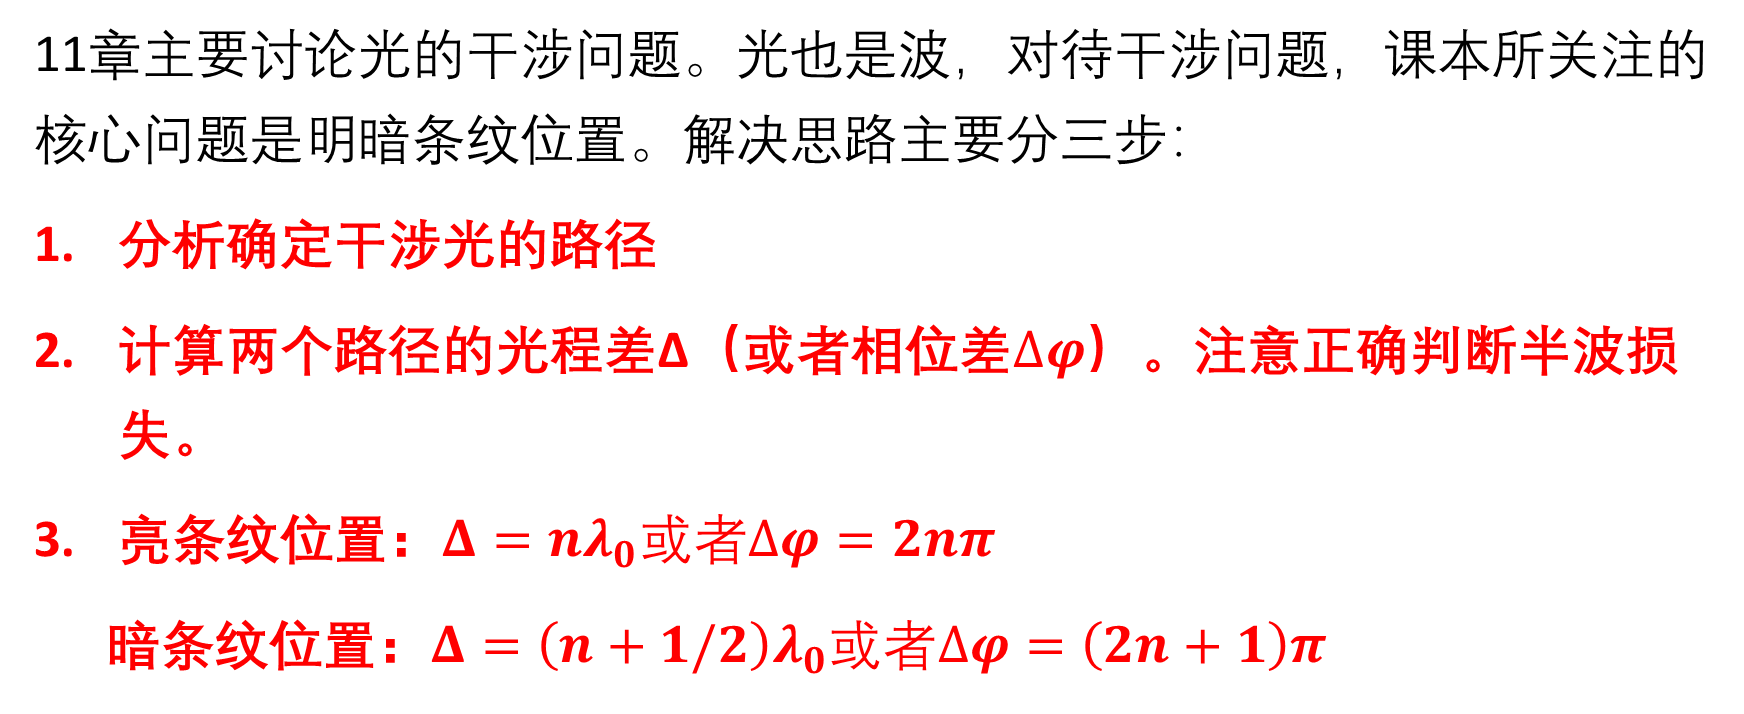 11章主要讨论光的干涉问题。光也是波，对待干涉问题，课本所关注的
核心问题是明暗条纹位置。解决思路主要分三步：
1. 分析确定干涉光的路径
2. 计算两个路径的光程差Δ（或者相位差Δφ）。注意正确判断半波损
失。
3. 亮条纹位置：Δ = nλ₀或者Δφ = 2nπ
暗条纹位置：Δ = (n + 1/2)λ₀或者Δφ = (2n + 1)π